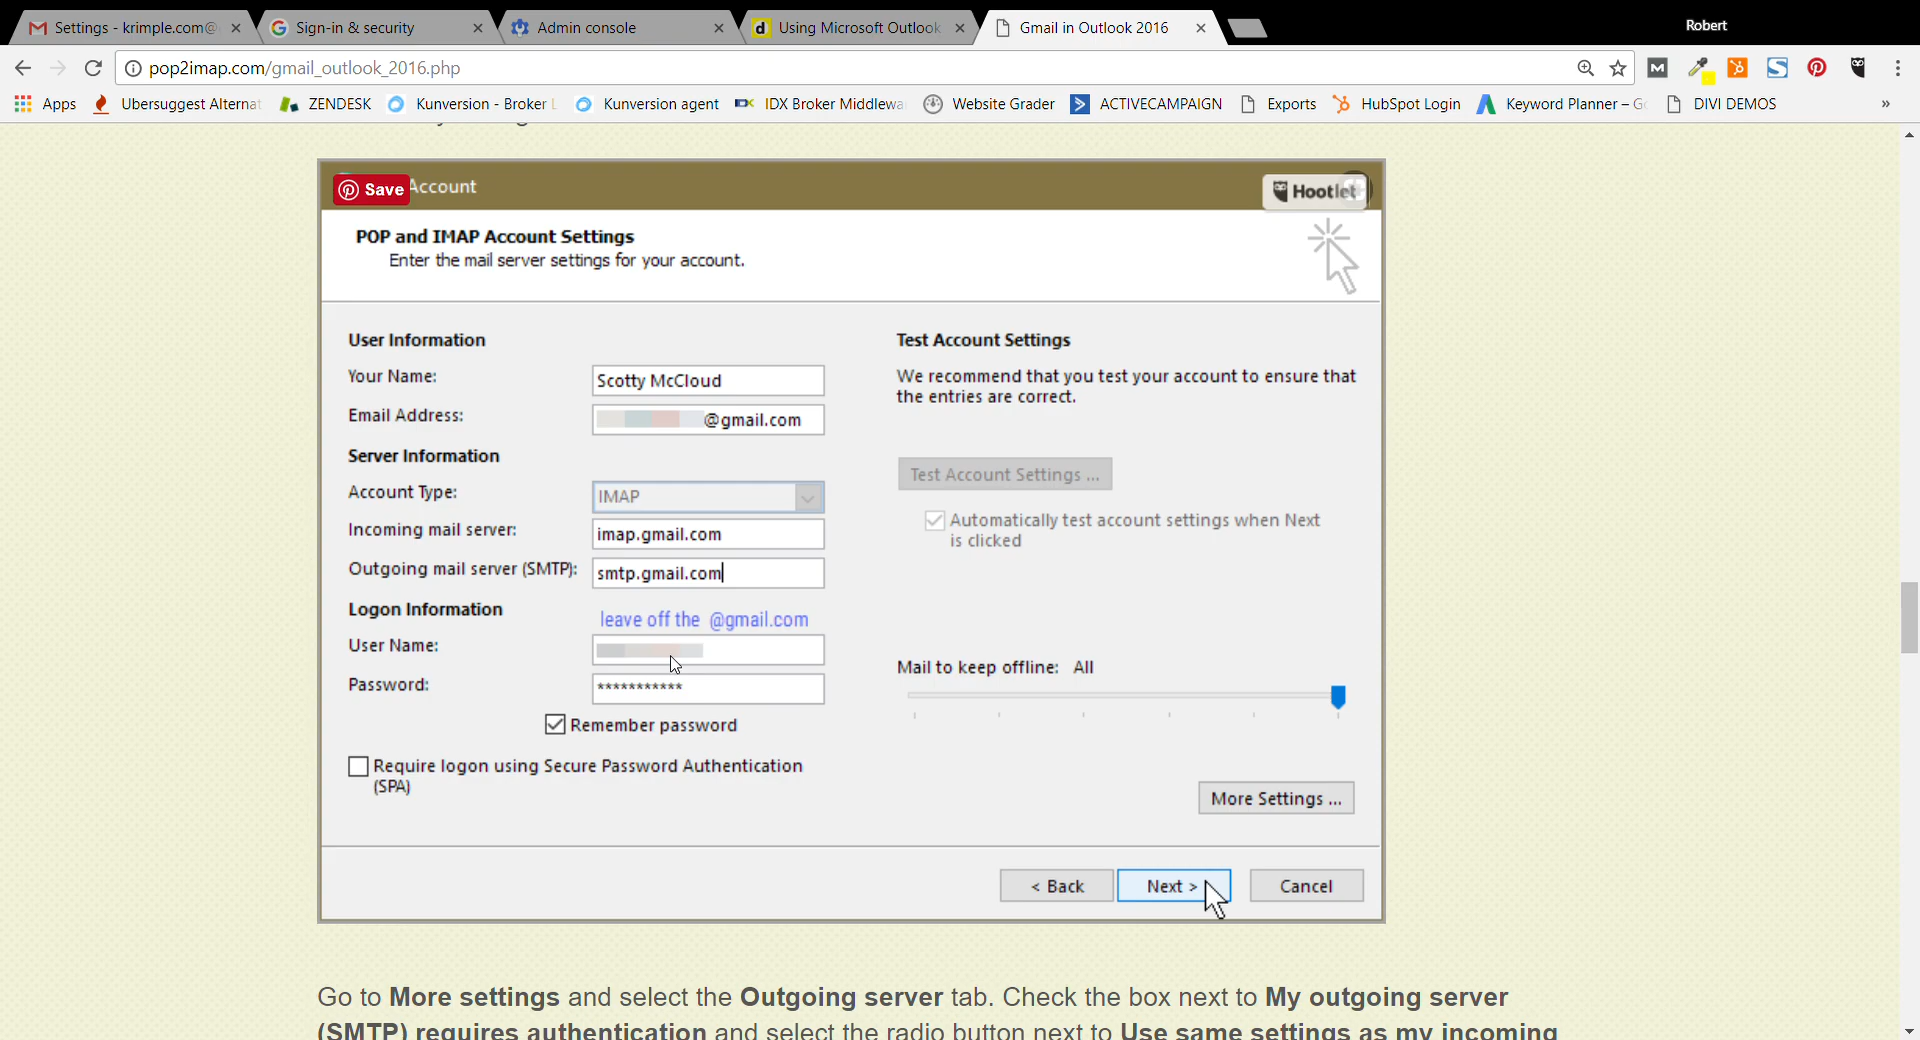 Settings - krimple.com@
Sign-in & security
Admin console
Using Microsoft Outlook
Gmail in Outlook 2016
Robert
pop2imap.com/gmail_outlook_2016.php
Apps
Ubersuggest Alternat
ZENDESK
Kunversion - Broker L
Kunversion agent
IDX Broker Middlewa
Website Grader
ACTIVECAMPAIGN
Exports
HubSpot Login
Keyword Planner – Go
DIVI DEMOS
»
Save
Account
Hootlet
POP and IMAP Account Settings
Enter the mail server settings for your account.
User Information
Your Name:
Scotty McCloud
Email Address:
@gmail.com
Server Information
Account Type:
IMAP
Incoming mail server:
imap.gmail.com
Outgoing mail server (SMTP):
smtp.gmail.com
Logon Information
leave off the @gmail.com
User Name:
Password:
***********
Remember password
Require logon using Secure Password Authentication
(SPA)
Test Account Settings
We recommend that you test your account to ensure that
the entries are correct.
Test Account Settings ...
Automatically test account settings when Next
is clicked
Mail to keep offline: All
More Settings ...
< Back
Next >
Cancel
Go to More settings and select the Outgoing server tab. Check the box next to My outgoing server
(SMTP) requires authentication and select the radio button next to Use same settings as my incoming